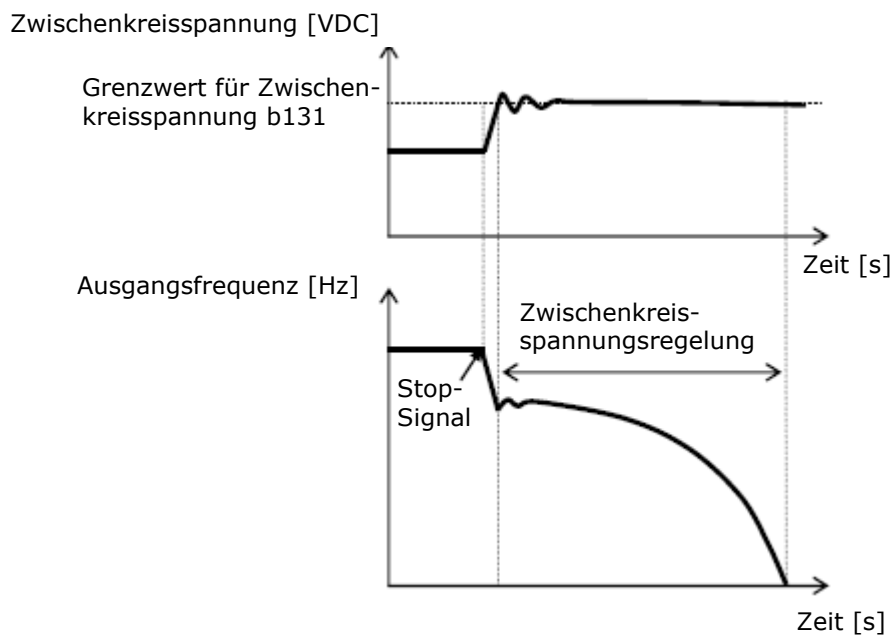 Zwischenkreisspannung [VDC]
Grenzwert für Zwischen-
kreisspannung b131
Zeit [s]
Ausgangsfrequenz [Hz]
Zwischenkreis-
spannungsregelung
Stop-
Signal
Zeit [s]